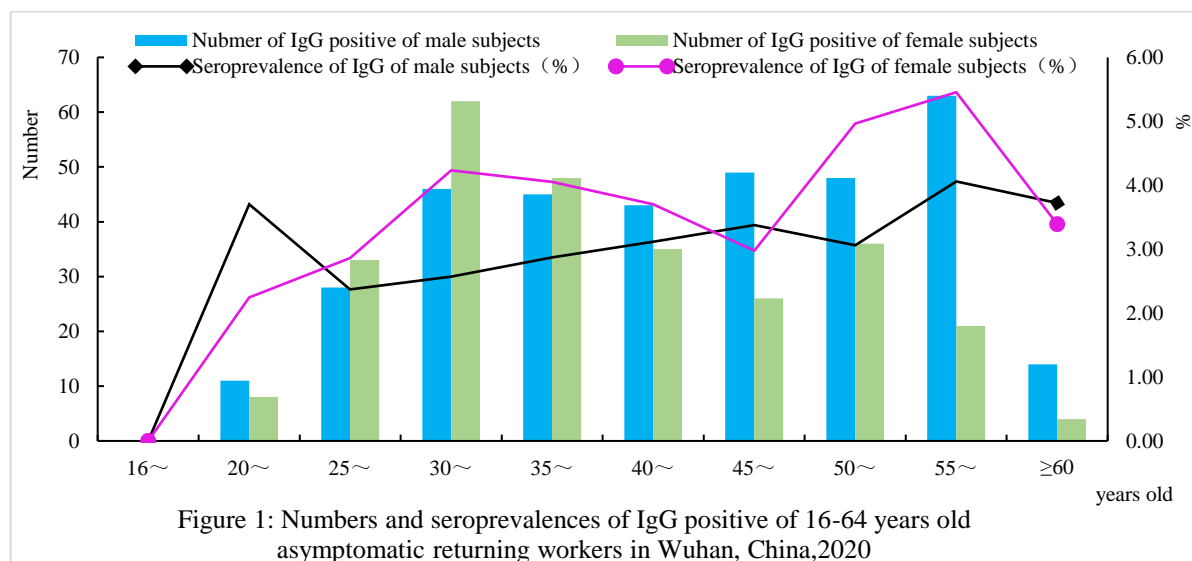 Nubmer of IgG positive of male subjects
Nubmer of IgG positive of female subjects
Seroprevalence of IgG of male subjects（%）
Seroprevalence of IgG of female subjects（%）
Number
70
60
50
40
30
20
10
0
6.00
5.00
4.00
3.00
2.00
1.00
0.00
%
16～ 20～ 25～ 30～ 35～ 40～ 45～ 50～ 55～ ≥60
years old
Figure 1: Numbers and seroprevalences of IgG positive of 16-64 years old
asymptomatic returning workers in Wuhan, China,2020